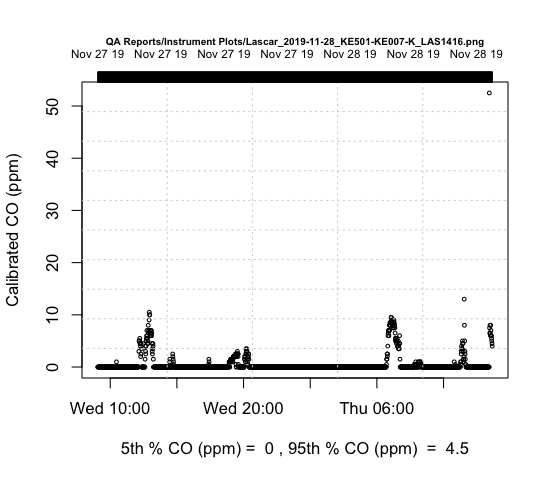 QA Reports/Instrument Plots/Lascar_2019-11-28_KE501-KE007-K_LAS1416.png
Nov 27 19 Nov 27 19 Nov 27 19 Nov 27 19 Nov 28 19 Nov 28 19 Nov 28 19
50
40
30
20
10
0
Calibrated CO (ppm)
Wed 10:00 Wed 20:00 Thu 06:00
5th % CO (ppm) = 0 , 95th % CO (ppm) = 4.5